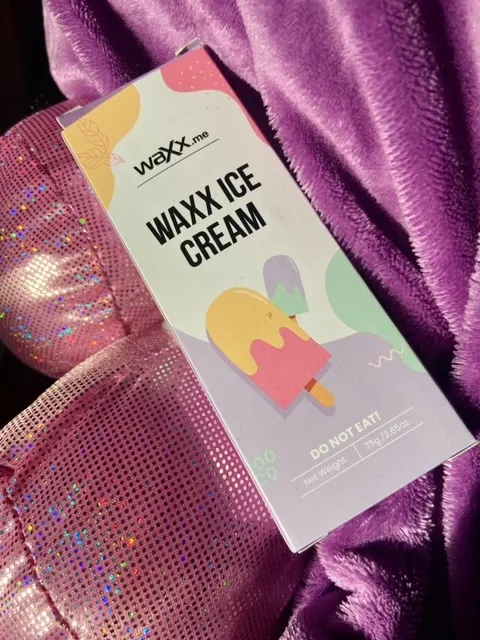 waxx.me
WAXX ICE
CREAM
DO NOT EAT!
Net Weight 75g /2.65oz